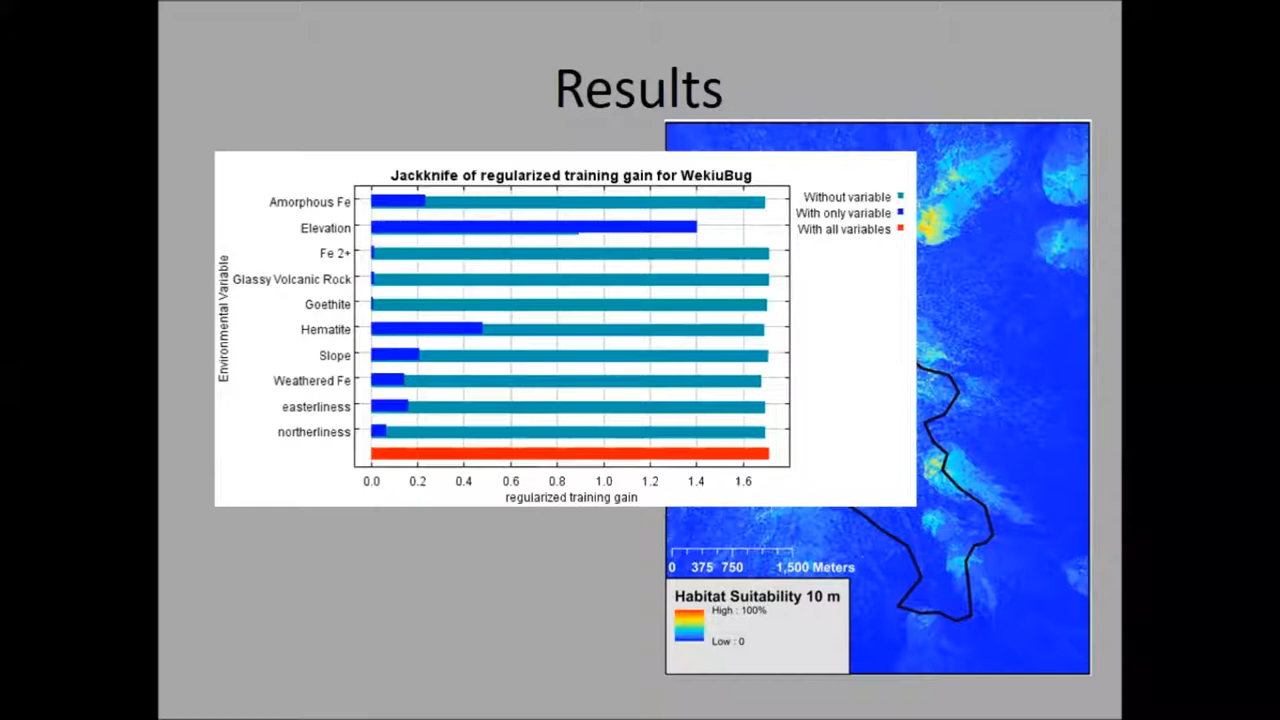 Results
Jackknife of regularized training gain for WekiuBug
Without variable
With only variable
With all variables
Environmental Variable
Amorphous Fe
Elevation
Fe 2+
Glassy Volcanic Rock
Goethite
Hematite
Slope
Weathered Fe
easterliness
northerliness
0.0 0.2 0.4 0.6 0.8 1.0 1.2 1.4 1.6
regularized training gain
0 375 750 1,500 Meters
Habitat Suitability 10 m
High : 100%
Low : 0